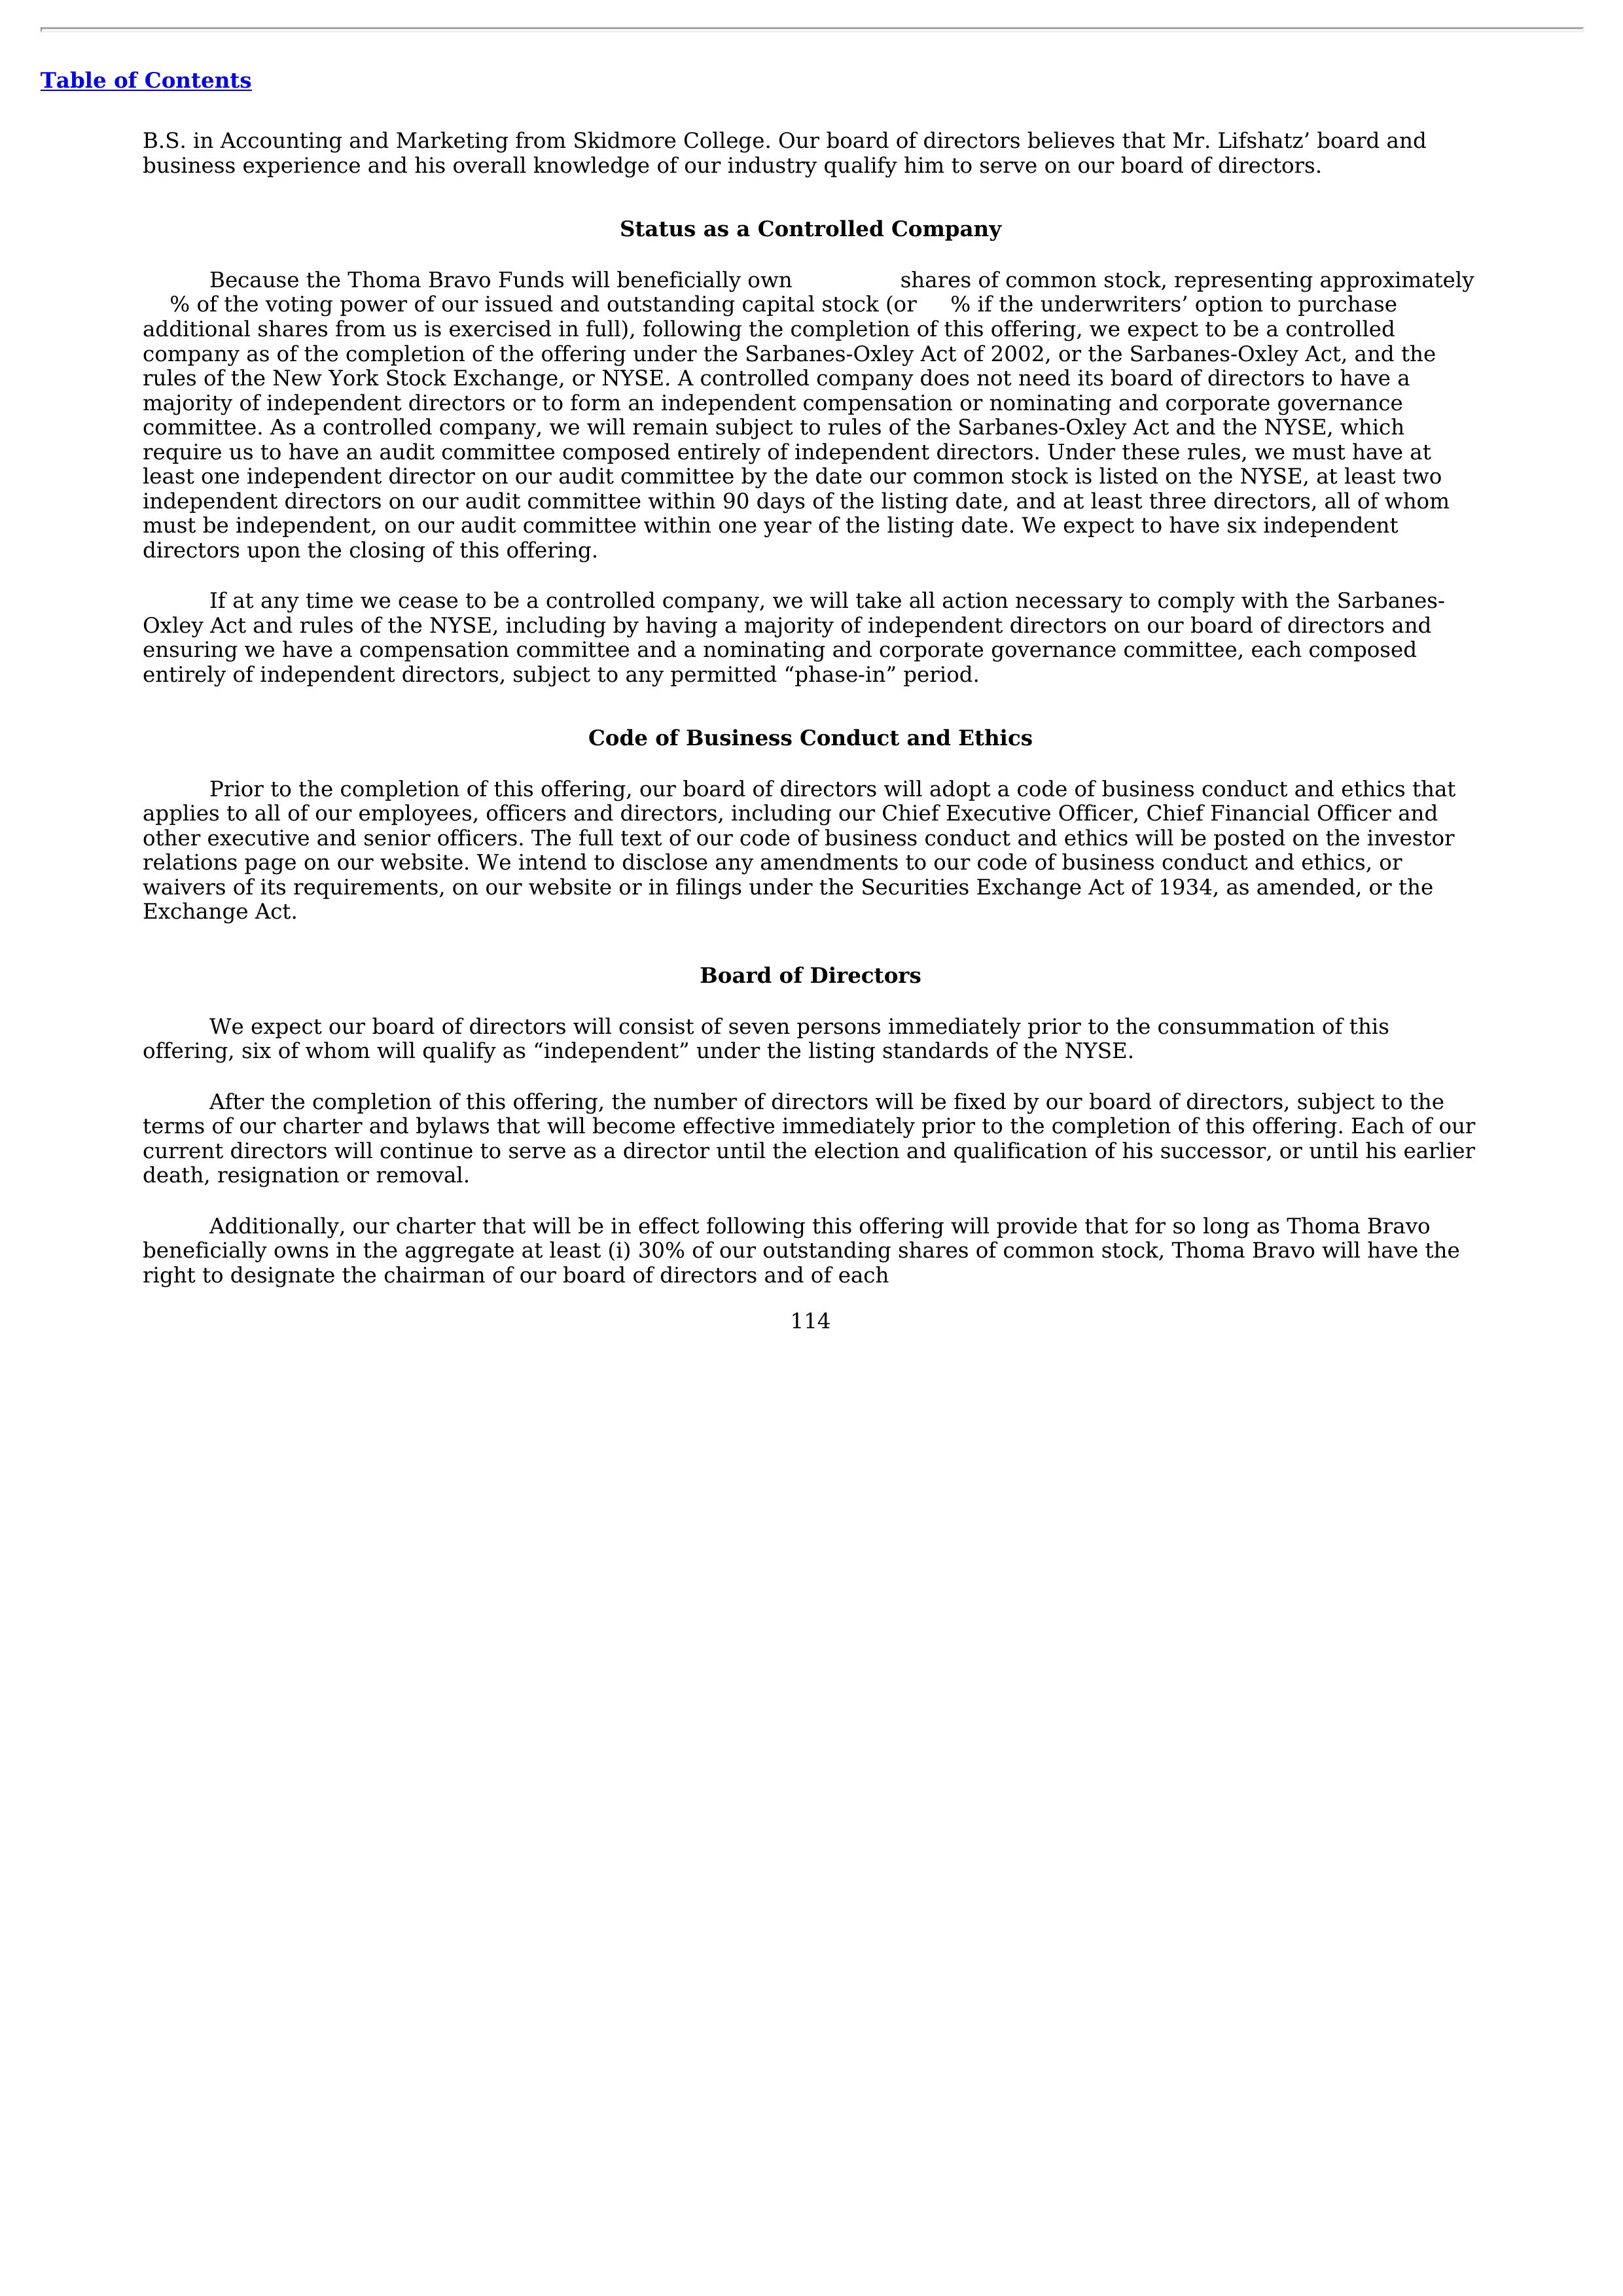 Table of Contents
B.S. in Accounting and Marketing from Skidmore College. Our board of directors believes that Mr. Lifshatz’ board and
business experience and his overall knowledge of our industry qualify him to serve on our board of directors.
Status as a Controlled Company
Because the Thoma Bravo Funds will beneficially own shares of common stock, representing approximately
% of the voting power of our issued and outstanding capital stock (or % if the underwriters’ option to purchase
additional shares from us is exercised in full), following the completion of this offering, we expect to be a controlled
company as of the completion of the offering under the Sarbanes-Oxley Act of 2002, or the Sarbanes-Oxley Act, and the
rules of the New York Stock Exchange, or NYSE. A controlled company does not need its board of directors to have a
majority of independent directors or to form an independent compensation or nominating and corporate governance
committee. As a controlled company, we will remain subject to rules of the Sarbanes-Oxley Act and the NYSE, which
require us to have an audit committee composed entirely of independent directors. Under these rules, we must have at
least one independent director on our audit committee by the date our common stock is listed on the NYSE, at least two
independent directors on our audit committee within 90 days of the listing date, and at least three directors, all of whom
must be independent, on our audit committee within one year of the listing date. We expect to have six independent
directors upon the closing of this offering.
If at any time we cease to be a controlled company, we will take all action necessary to comply with the Sarbanes-
Oxley Act and rules of the NYSE, including by having a majority of independent directors on our board of directors and
ensuring we have a compensation committee and a nominating and corporate governance committee, each composed
entirely of independent directors, subject to any permitted “phase-in” period.
Code of Business Conduct and Ethics
Prior to the completion of this offering, our board of directors will adopt a code of business conduct and ethics that
applies to all of our employees, officers and directors, including our Chief Executive Officer, Chief Financial Officer and
other executive and senior officers. The full text of our code of business conduct and ethics will be posted on the investor
relations page on our website. We intend to disclose any amendments to our code of business conduct and ethics, or
waivers of its requirements, on our website or in filings under the Securities Exchange Act of 1934, as amended, or the
Exchange Act.
Board of Directors
We expect our board of directors will consist of seven persons immediately prior to the consummation of this
offering, six of whom will qualify as “independent” under the listing standards of the NYSE.
After the completion of this offering, the number of directors will be fixed by our board of directors, subject to the
terms of our charter and bylaws that will become effective immediately prior to the completion of this offering. Each of our
current directors will continue to serve as a director until the election and qualification of his successor, or until his earlier
death, resignation or removal.
Additionally, our charter that will be in effect following this offering will provide that for so long as Thoma Bravo
beneficially owns in the aggregate at least (i) 30% of our outstanding shares of common stock, Thoma Bravo will have the
right to designate the chairman of our board of directors and of each
114